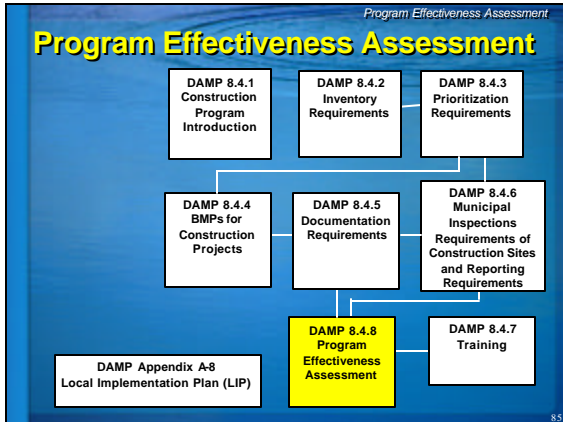 Program Effectiveness Assessment
Program Effectiveness Assessment
DAMP 8.4.1
Construction
Program
Introduction
DAMP 8.4.2
Inventory
Requirements
DAMP 8.4.3
Prioritization
Requirements
DAMP 8.4.4
BMPs for
Construction
Projects
DAMP 8.4.5
Documentation
Requirements
DAMP 8.4.6
Municipal
Inspections
Requirements of
Construction Sites
and Reporting
Requirements
DAMP 8.4.8
Program
Effectiveness
Assessment
DAMP 8.4.7
Training
DAMP Appendix A-8
Local Implementation Plan (LIP)
85